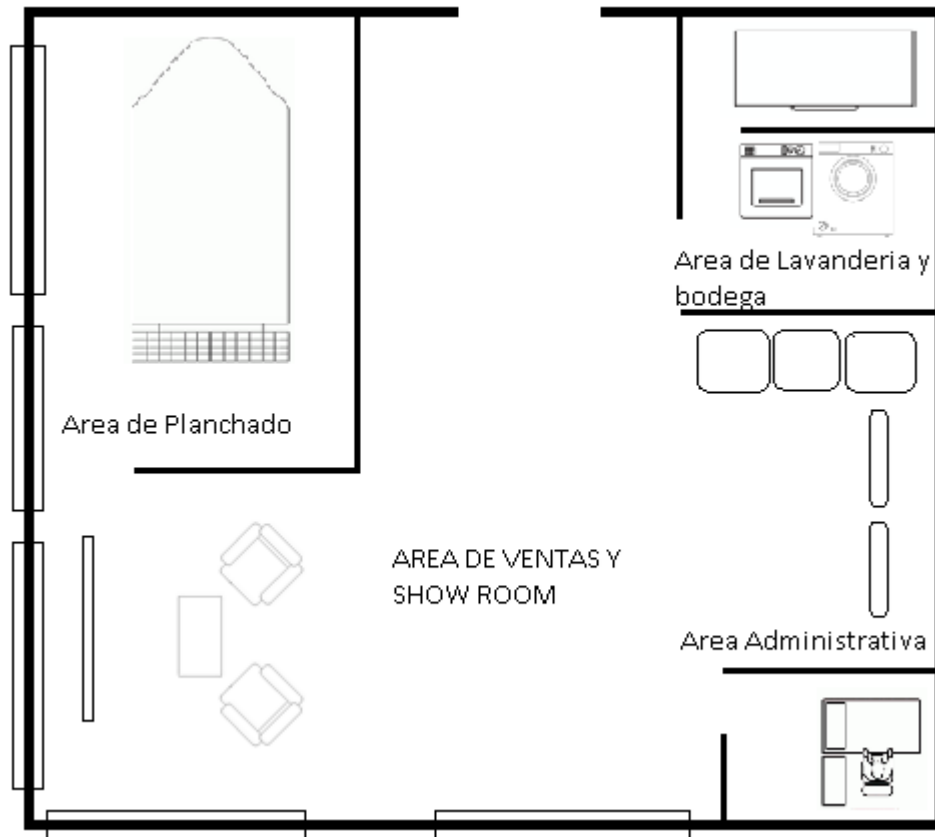 Area de Lavanderia y
bodega
Area de Planchado
AREA DE VENTAS Y
SHOW ROOM
Area Administrativa